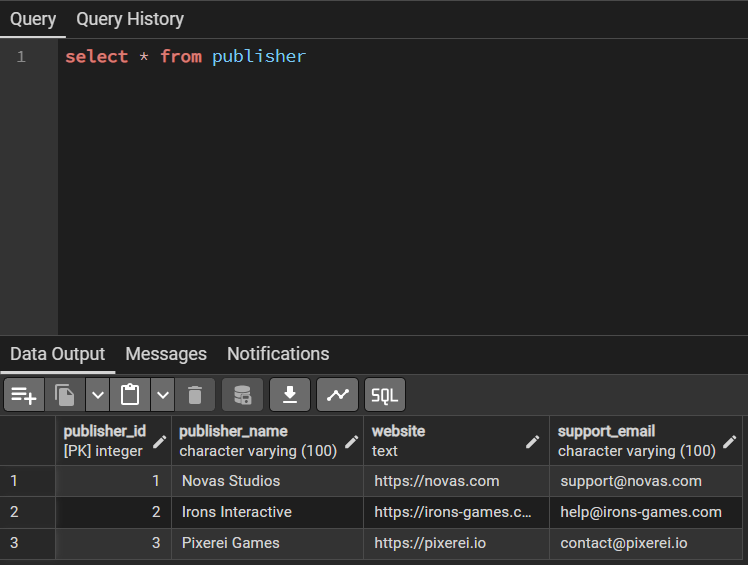 Query Query History
1 select * from publisher
Data Output Messages Notifications
SQL
publisher_id publisher_name website support_email
[PK] integer character varying (100) text character varying (100)
1 1 Novas Studios https://novas.com support@novas.com
2 2 Irons Interactive https://irons-games.c... help@irons-games.com
3 3 Pixerei Games https://pixerei.io contact@pixerei.io